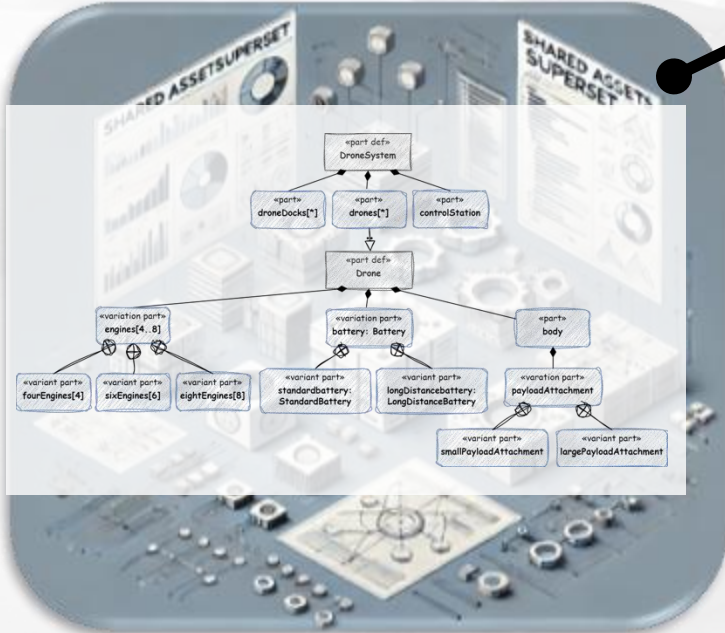 SHARED ASSETSUPERSET
SHARED ASSETS
SUPERSET
«part def»
DroneSystem
«part»
droneDocks[*]
«part»
drones[*]
«part»
controlStation
«part def»
Drone
«variation part»
engines[4..8]
«variation part»
battery: Battery
«part»
body
«variant part»
fourEngines[4]
«variant part»
sixEngines[6]
«variant part»
eightEngines[8]
«variant part»
standardbattery:
StandardBattery
«variant part»
longDistancebattery:
LongDistanceBattery
«varation part»
payloadAttachment
«variant part»
smallPayloadAttachment
«variant part»
largePayloadAttachment